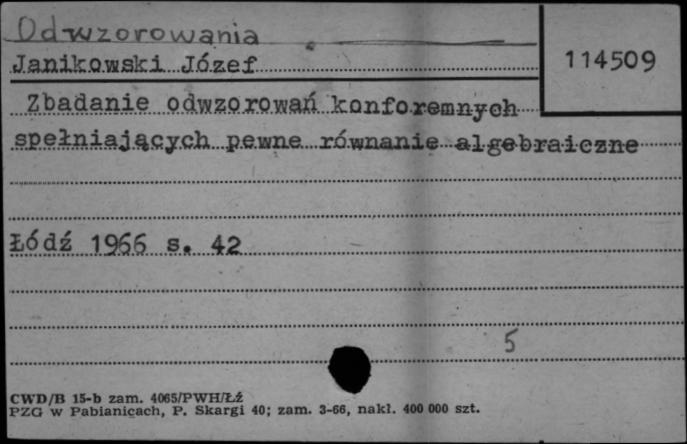 Odwzorowania
Janikowski Józef
114509
Zbadanie odwzorowań konforemnych
spełniających pewne równanie algebraiczne
Łódź 1966 s. 42
5
CWD/B 15-b zam. 4065/PWH/Łź
PZG w Pabianicach, P. Skargi 40; zam. 3-66, nakł. 400 000 szt.